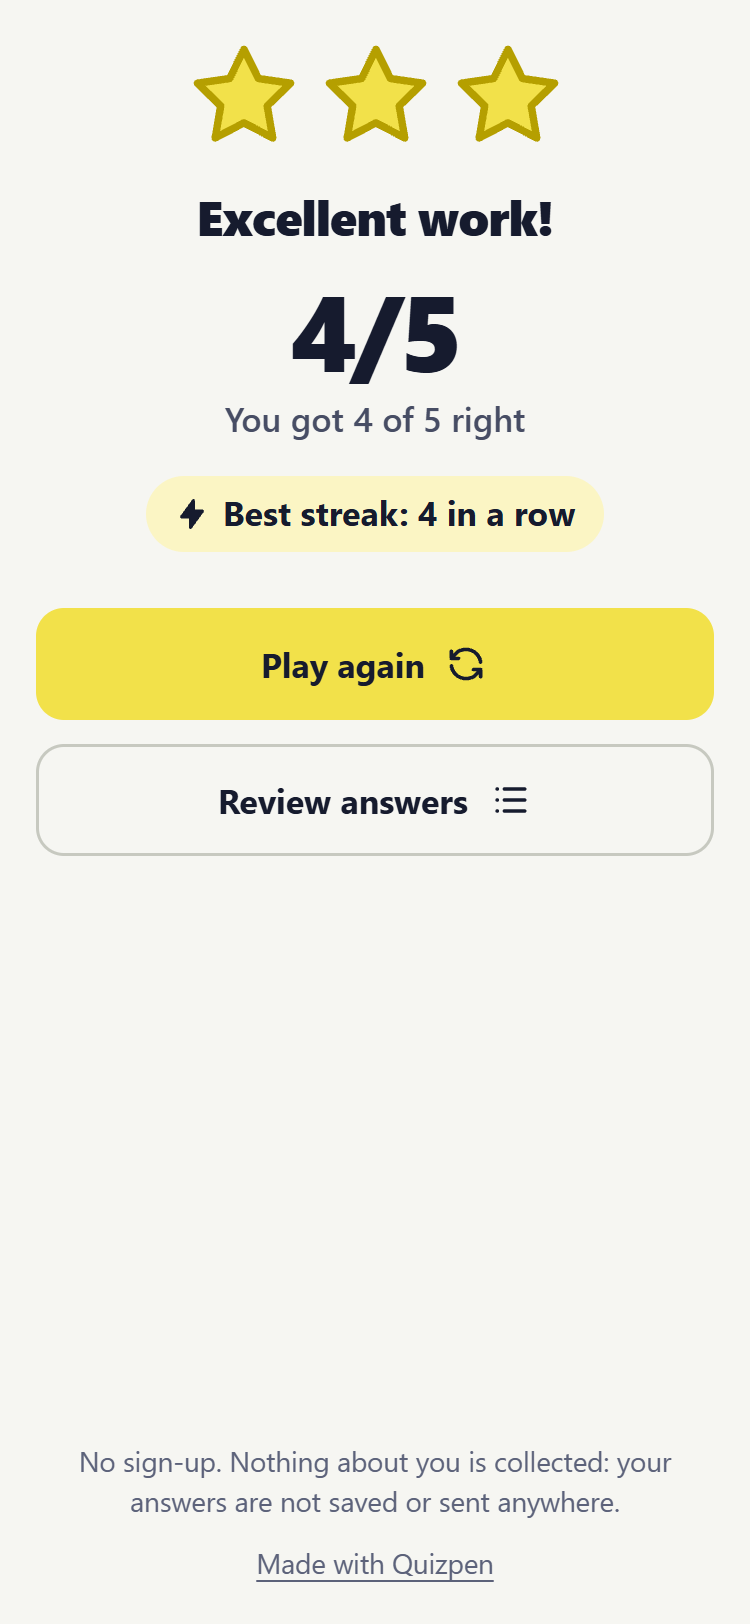 Excellent work!
4/5
You got 4 of 5 right
Best streak: 4 in a row
Play again
Review answers
No sign-up. Nothing about you is collected: your
answers are not saved or sent anywhere.
Made with Quizpen